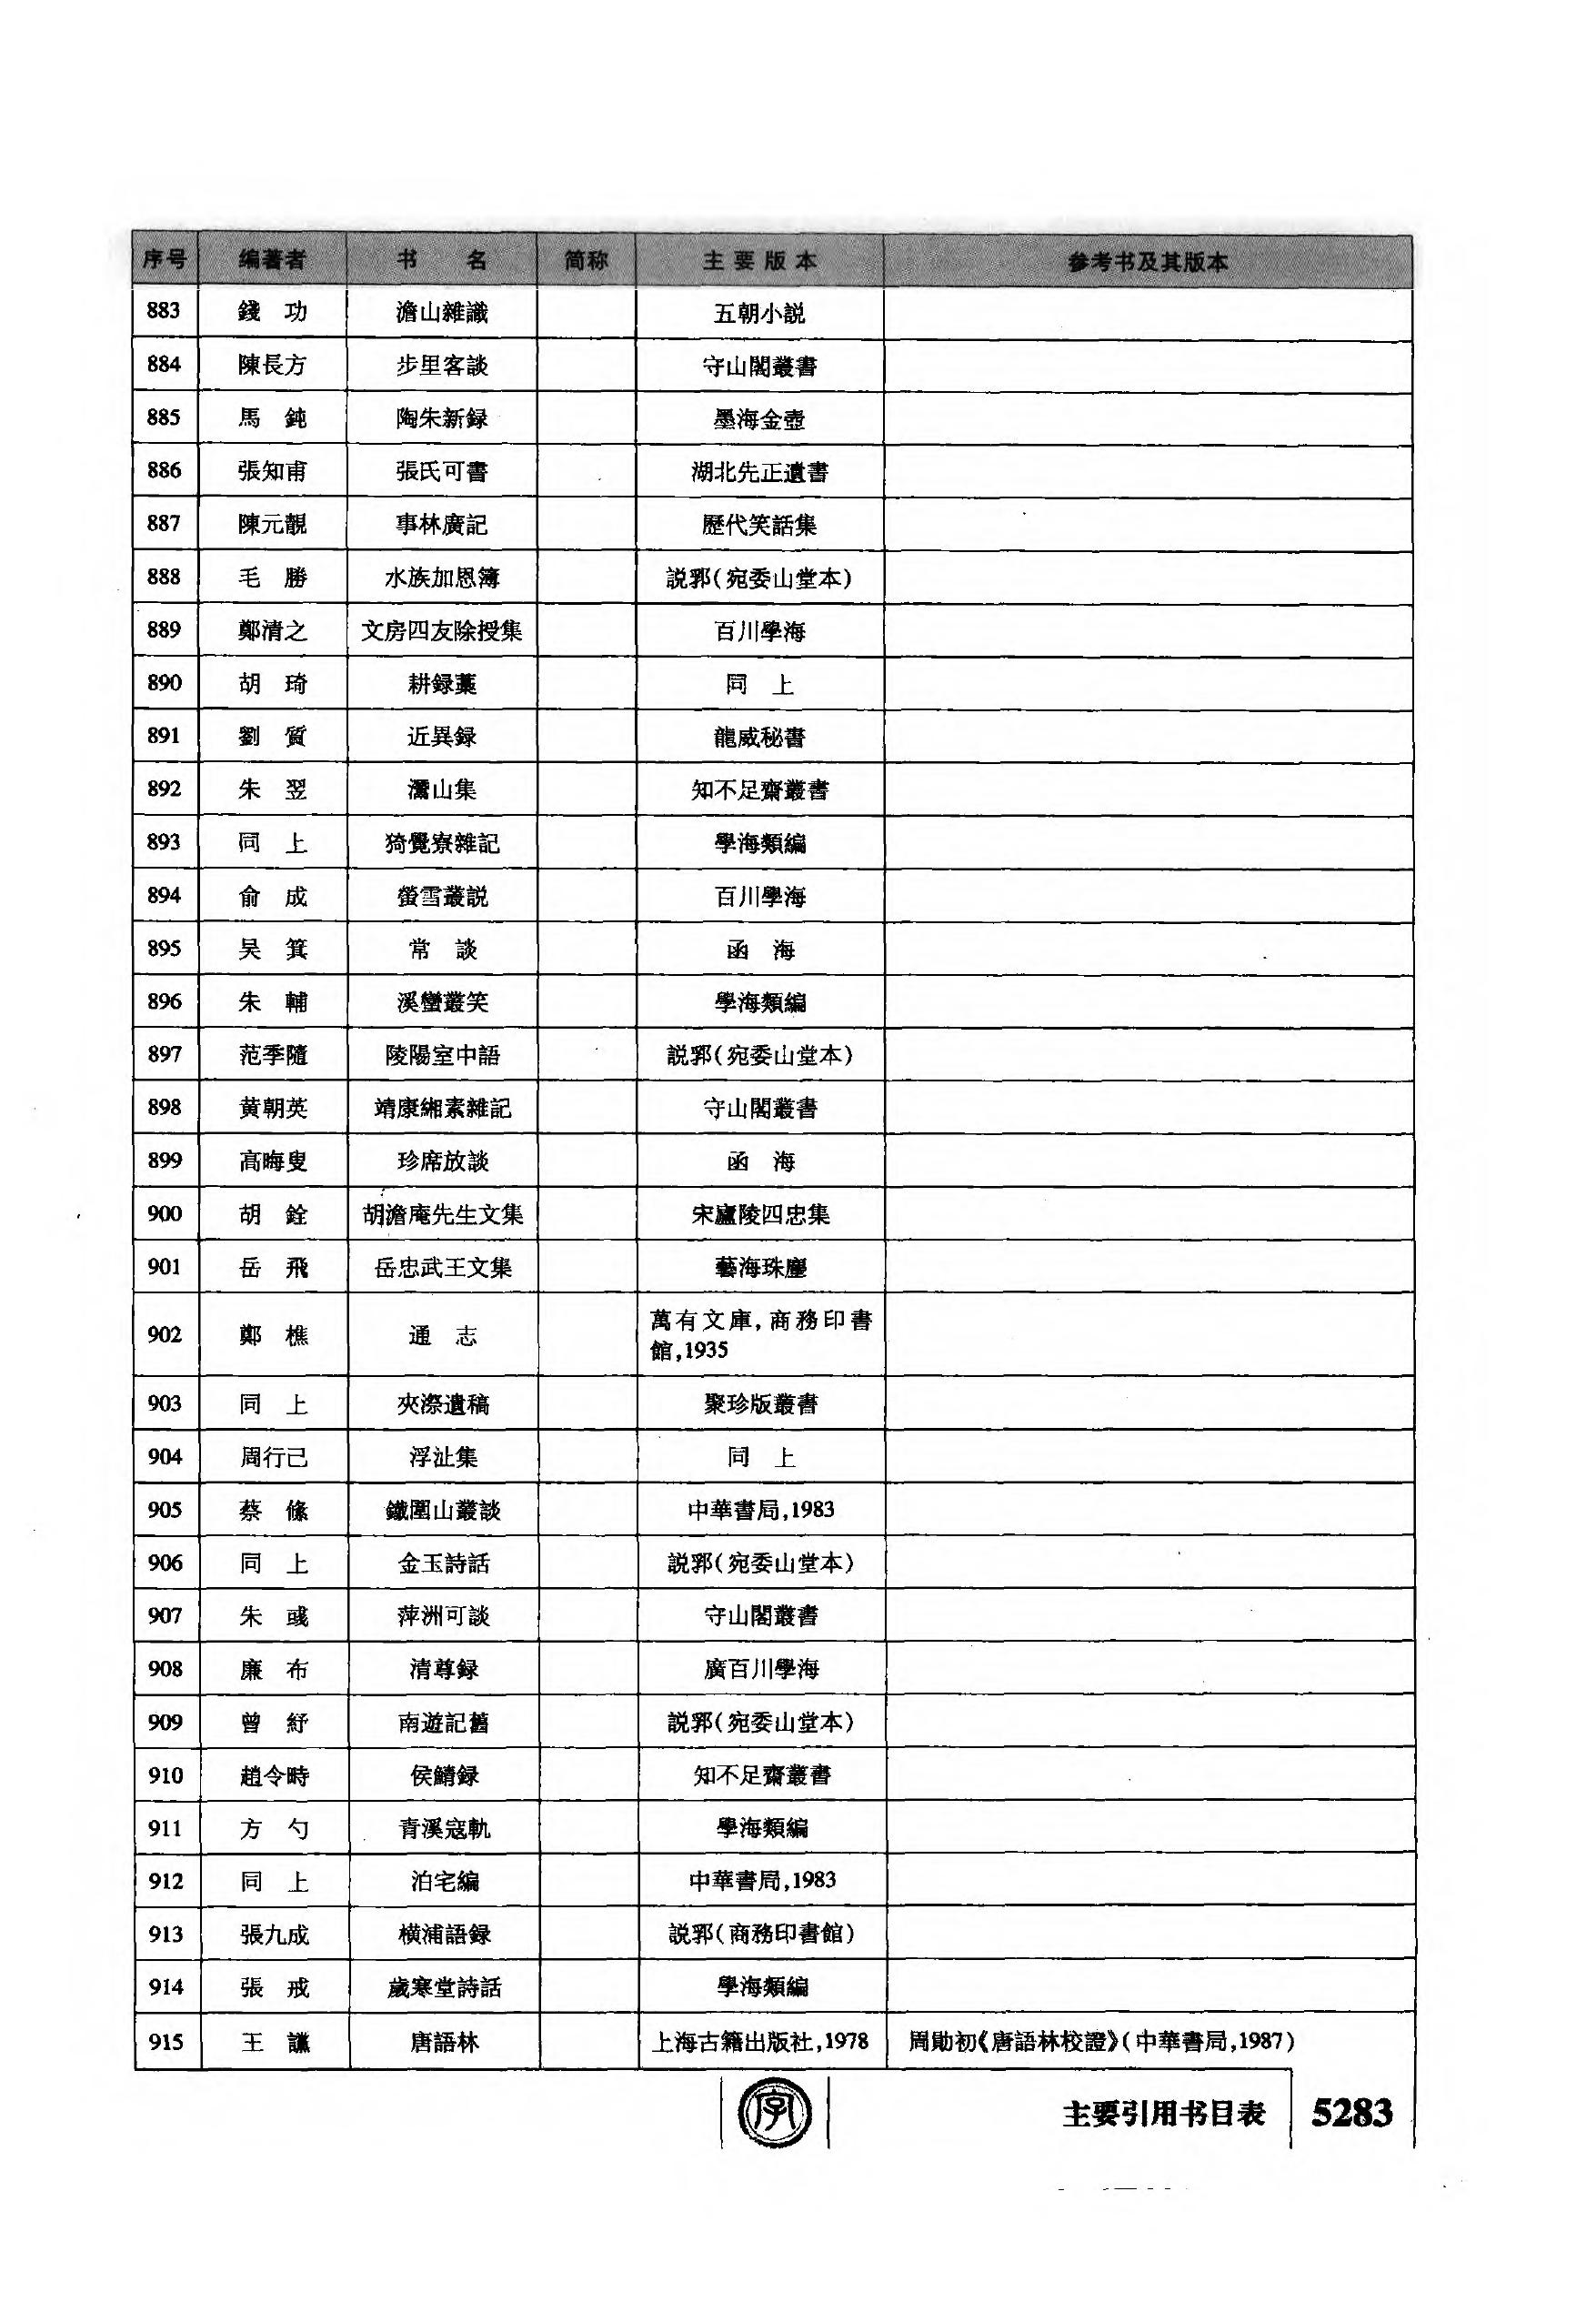 序号 编著者 书名 简称 主要版本 参考书及其版本
883 錢功 澹山雜識 五朝小説
884 陳長方 步里客談 守山閣叢書
885 馬純 陶朱新録 墨海金壺
886 張知甫 張氏可書 湖北先正遺書
887 陳元靚 事林廣記 歷代笑話集
888 毛勝 水族加恩簿 説郛(宛委山堂本)
889 鄭清之 文房四友除授集 百川學海
890 胡琦 耕録藁 同上
891 劉質 近異録 龍威秘書
892 朱翌 灊山集 知不足齋叢書
893 同上 猗覺寮雜記 學海類編
894 俞成 螢雪叢説 百川學海
895 吴箕 常談 函海
896 朱輔 溪蠻叢笑 學海類編
897 范季隨 陵陽室中語 説郛(宛委山堂本)
898 黄朝英 靖康緗素雜記 守山閣叢書
899 高晦叟 珍席放談 函海
900 胡銓 胡澹庵先生文集 宋廬陵四忠集
901 岳飛 岳忠武王文集 藝海珠塵
902 鄭樵 通志 萬有文庫,商務印書
館,1935
903 同上 夾漈遺稿 聚珍版叢書
904 周行己 浮沚集 同上
905 蔡絛 鐵圍山叢談 中華書局,1983
906 同上 金玉詩話 説郛(宛委山堂本)
907 朱彧 萍洲可談 守山閣叢書
908 廉布 清尊録 廣百川學海
909 曾紆 南遊記舊 説郛(宛委山堂本)
910 趙令時 侯鯖録 知不足齋叢書
911 方勺 青溪寇軌 學海類編
912 同上 泊宅編 中華書局,1983
913 張九成 横浦語録 説郛(商務印書館)
914 張戒 歲寒堂詩話 學海類編
915 王讜 唐語林 上海古籍出版社,1978 周勛初《唐語林校證》(中華書局,1987)
字 主要引用书目表 5283